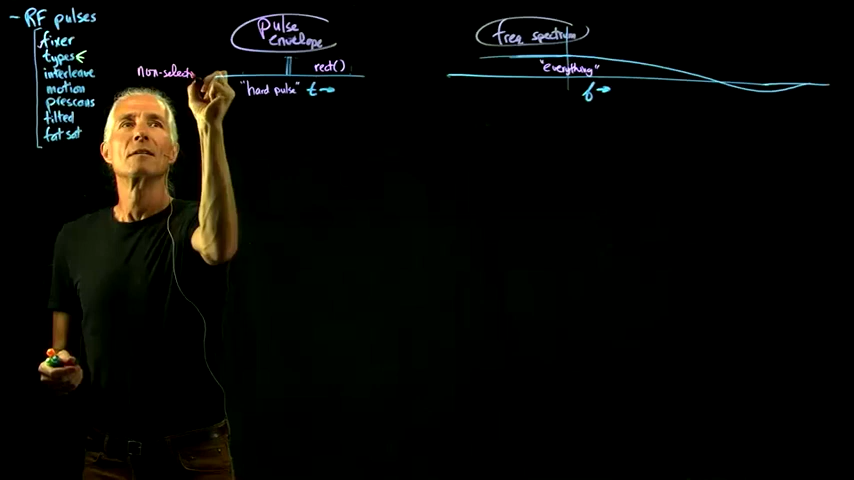 - RF pulses
fixer
types
interleave
motion
prescans
tilted
fat sat
pulse
envelope
rect()
non-selecti
"hard pulse" t →
freq spectrum
"everything"
f →